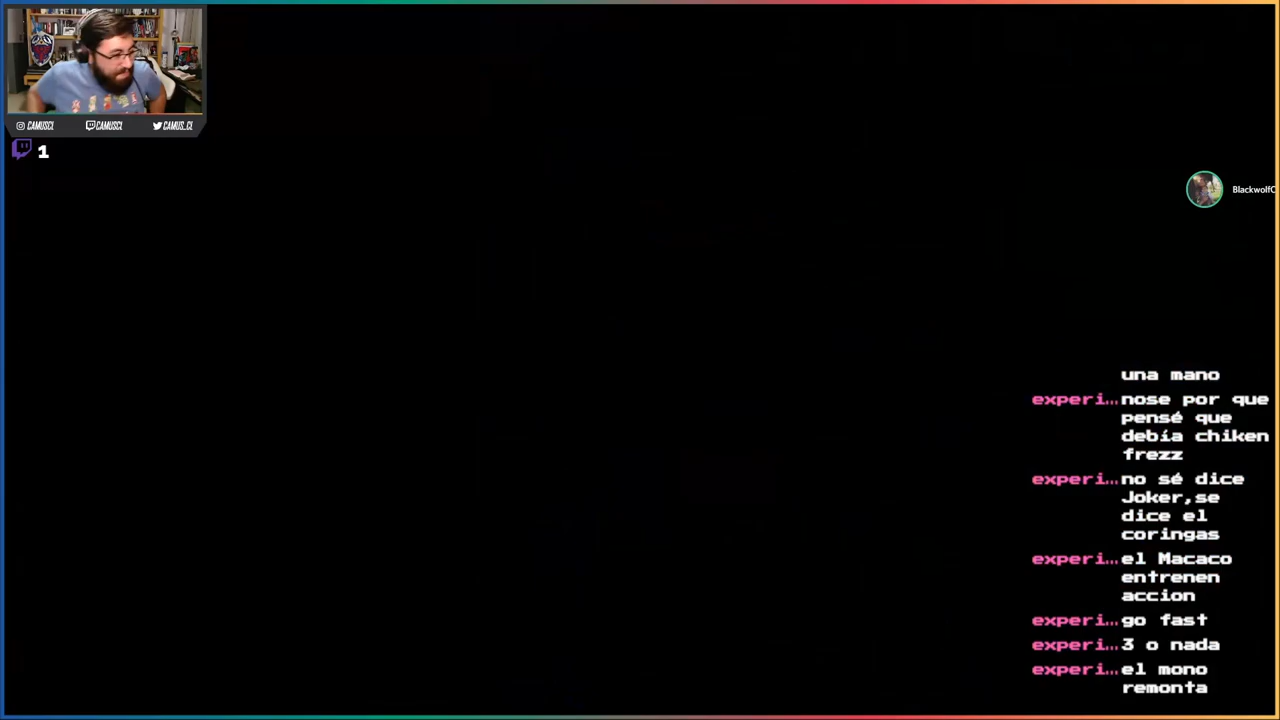 CAMUSCL CAMUSCL CAMUS_CL
1
BlackwolfC
una mano
experi… nose por que
pensé que
debía chiken
frezz
experi… no sé dice
Joker,se
dice el
coringas
experi… el Macaco
entrenen
accion
experi… go fast
experi… 3 o nada
experi… el mono
remonta